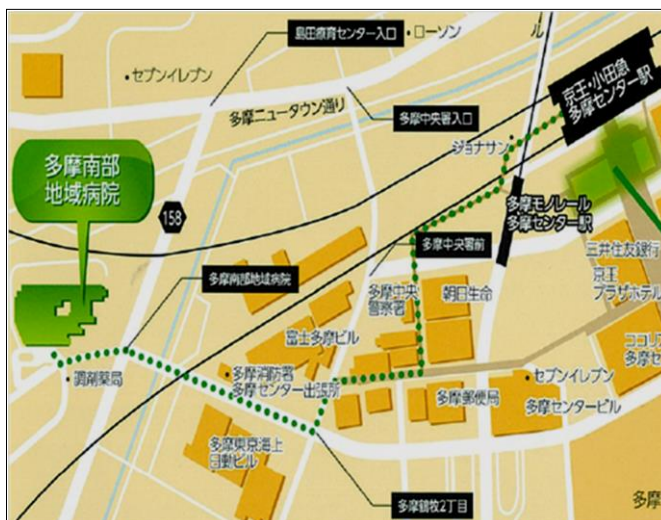 島田療育センター入口
・ローソン
・セブンイレブン
多摩ニュータウン通り
多摩中央署入口
京王・小田急
多摩センター駅
ジョナサン
多摩南部
地域病院
158
多摩モノレール
多摩センター駅
多摩中央署前
三井住友銀行
京王
プラザホテル
多摩南部地域病院
多摩中央
警察署
朝日生命
富士多摩ビル
ココリア
多摩セ
・調剤薬局
多摩消防署
多摩センター出張所
・セブンイレブン
多摩センタービル
多摩郵便局
多摩東京海上
日動ビル
多摩鶴牧2丁目
多摩